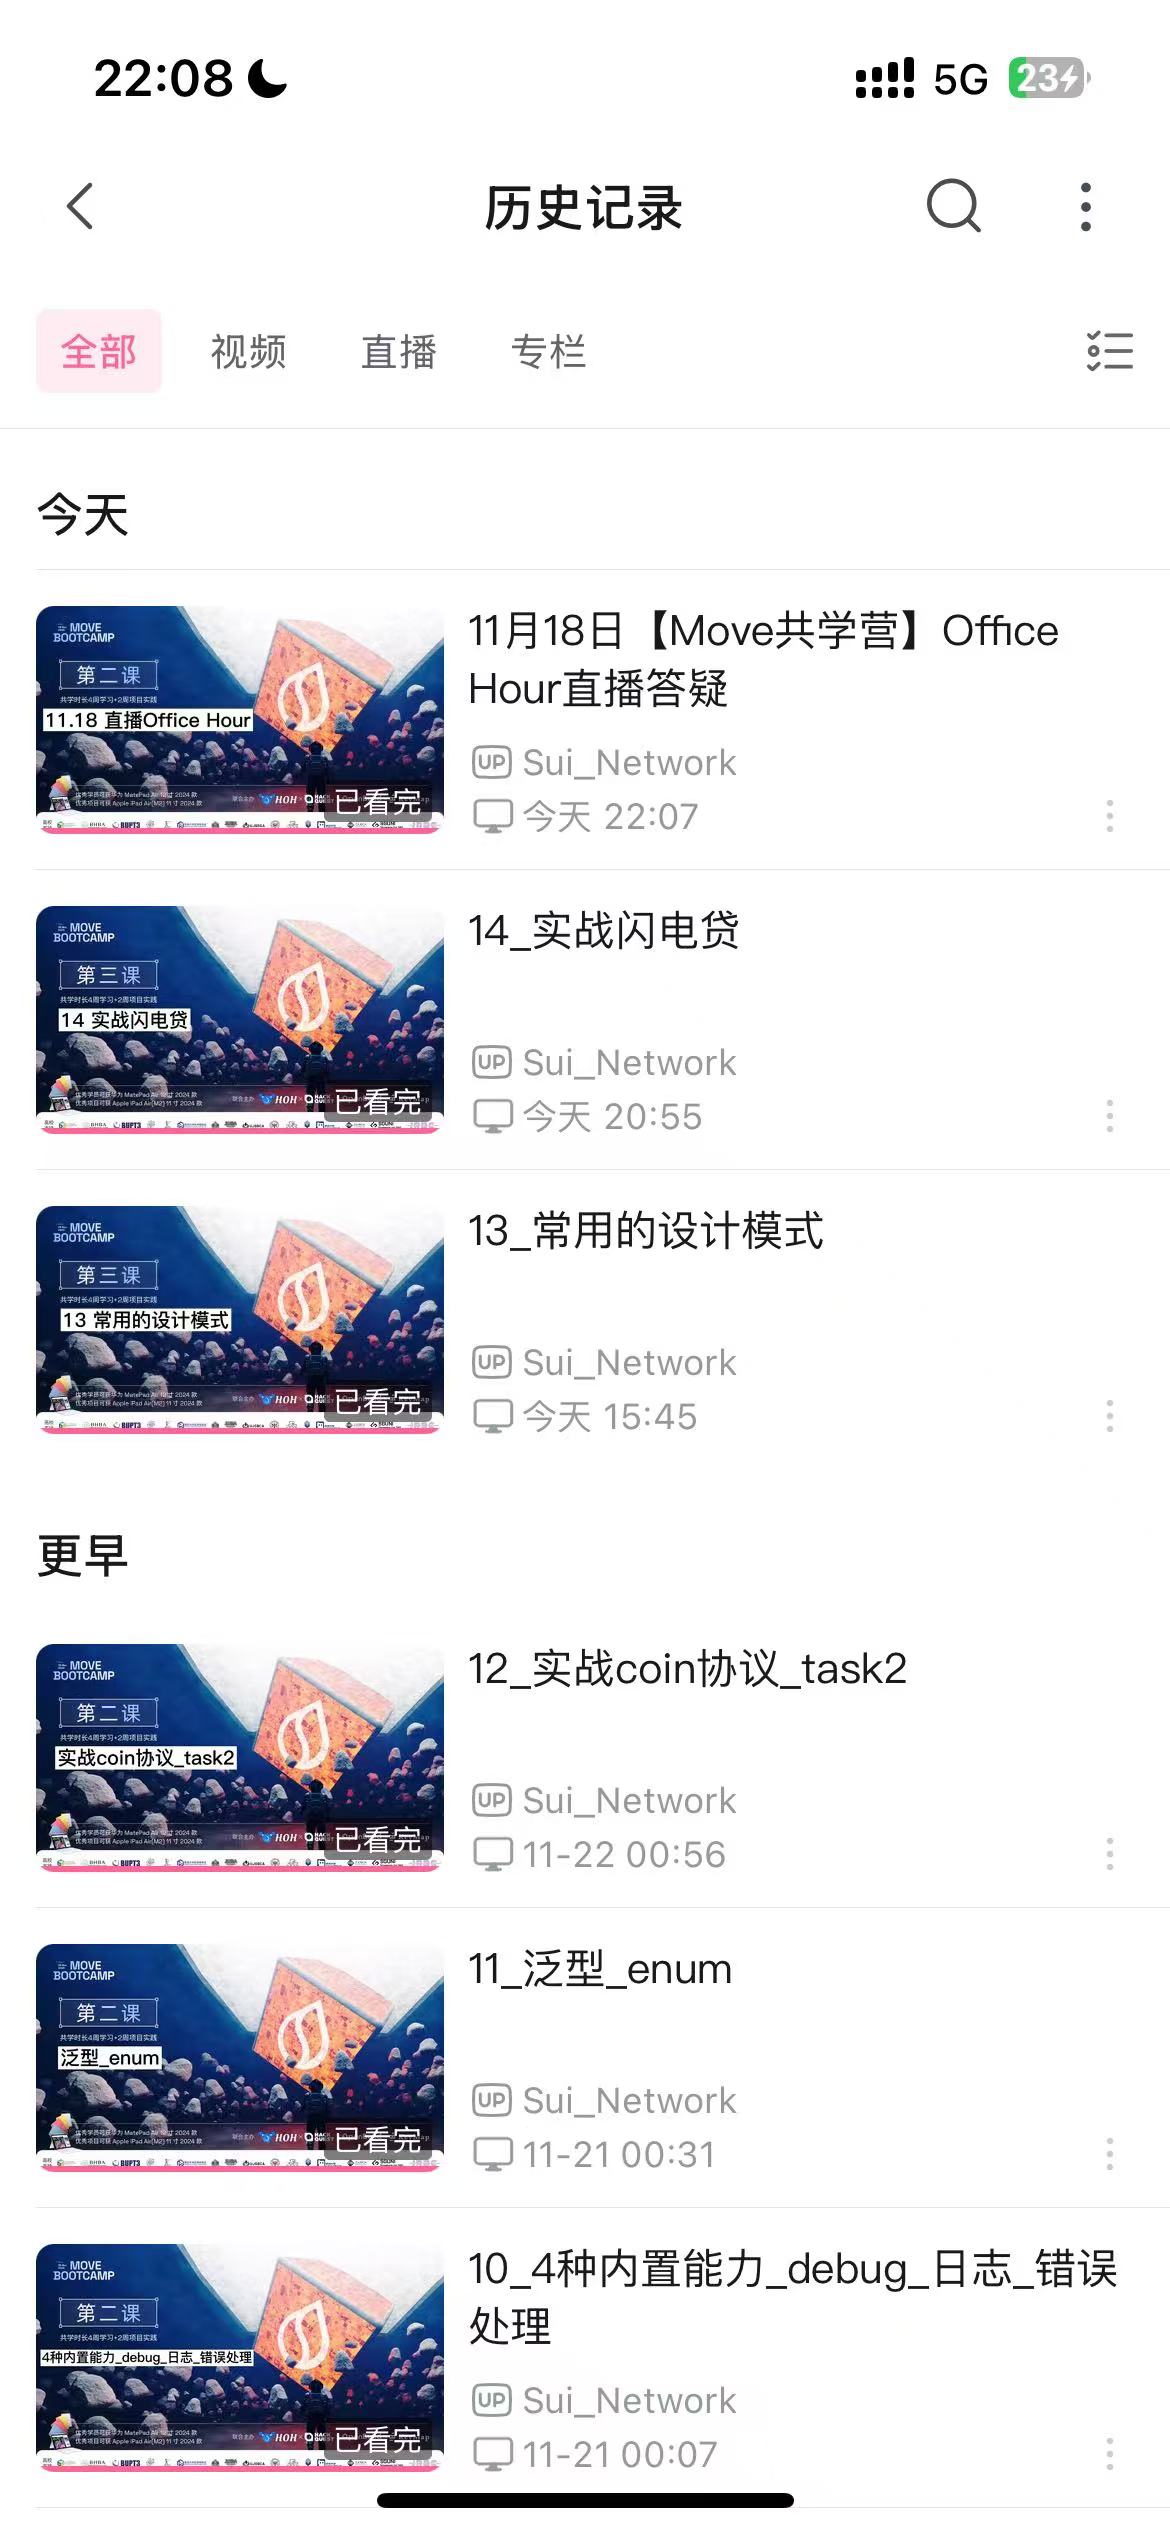 22:08
5G 23
历史记录
全部 视频 直播 专栏
今天
MOVE
BOOTCAMP
第二课
共学时长4周学习+2周项目实践
11.18 直播Office Hour
已看完
11月18日【Move共学营】Office
Hour直播答疑
UP Sui_Network
今天 22:07
MOVE
BOOTCAMP
第三课
共学时长4周学习+2周项目实践
14 实战闪电贷
已看完
14_实战闪电贷
UP Sui_Network
今天 20:55
MOVE
BOOTCAMP
第三课
共学时长4周学习+2周项目实践
13 常用的设计模式
已看完
13_常用的设计模式
UP Sui_Network
今天 15:45
更早
MOVE
BOOTCAMP
第二课
共学时长4周学习+2周项目实践
实战coin协议_task2
已看完
12_实战coin协议_task2
UP Sui_Network
11-22 00:56
MOVE
BOOTCAMP
第二课
共学时长4周学习+2周项目实践
泛型_enum
已看完
11_泛型_enum
UP Sui_Network
11-21 00:31
MOVE
BOOTCAMP
第二课
共学时长4周学习+2周项目实践
4种内置能力_debug_日志_错误处理
已看完
10_4种内置能力_debug_日志_错误
处理
UP Sui_Network
11-21 00:07